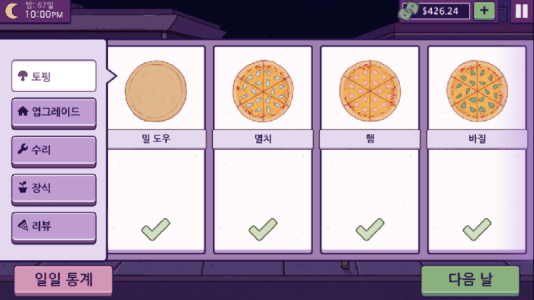 밤: 67일
10:00PM
$426.24
+
토핑
업그레이드
수리
장식
리뷰
밀 도우
멸치
햄
바질
일일 통계
다음 날